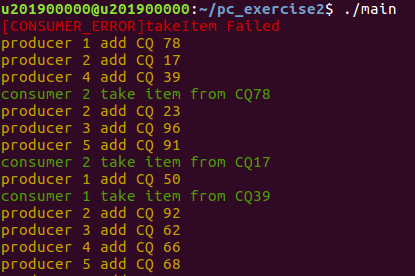 u201900000@u201900000:~/pc_exercise2$ ./main
[CONSUMER_ERROR]takeItem Failed
producer 1 add CQ 78
producer 2 add CQ 17
producer 4 add CQ 39
consumer 2 take item from CQ78
producer 2 add CQ 23
producer 3 add CQ 96
producer 5 add CQ 91
consumer 2 take item from CQ17
producer 1 add CQ 50
consumer 1 take item from CQ39
producer 2 add CQ 92
producer 3 add CQ 62
producer 4 add CQ 66
producer 5 add CQ 68